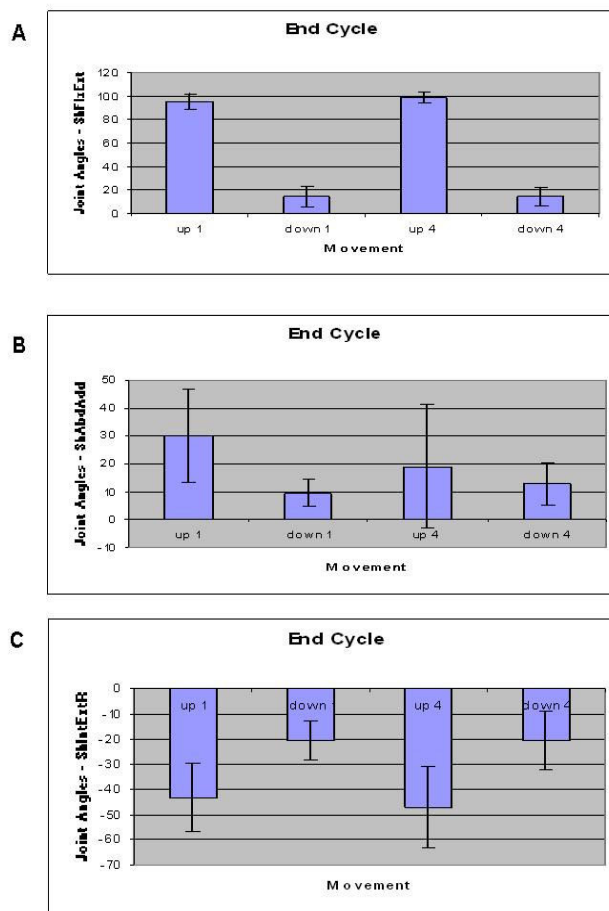 A
End Cycle
Joint Angles - ShFlxExt
120
100
80
60
40
20
0
up 1 down 1 up 4 down 4
Movement
B
End Cycle
Joint Angles - ShAbdAdd
50
40
30
20
10
0
-10
up 1 down 1 up 4 down 4
Movement
C
End Cycle
Joint Angles - ShIntExtR
0
-10
-20
-30
-40
-50
-60
-70
up 1 down 1 up 4 down 4
Movement